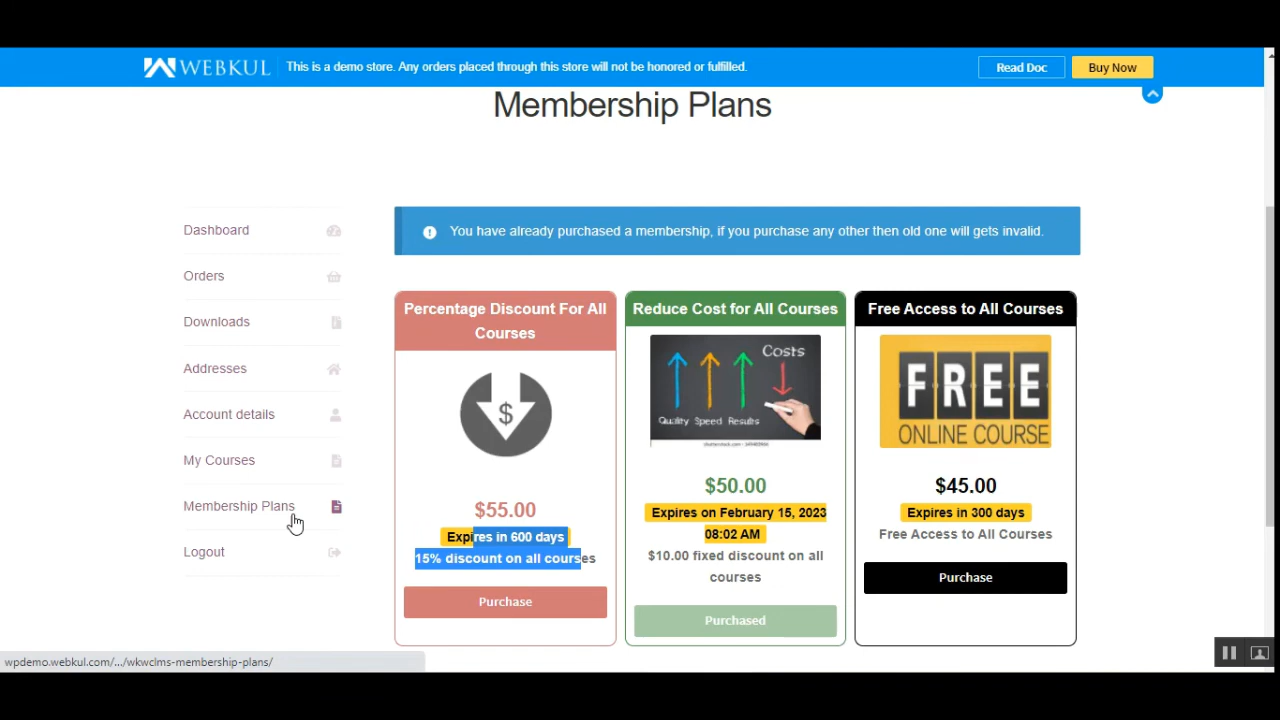 WEBKUL
This is a demo store. Any orders placed through this store will not be honored or fulfilled.
Read Doc
Buy Now
Membership Plans
Dashboard
Orders
Downloads
Addresses
Account details
My Courses
Membership Plans
Logout
You have already purchased a membership, if you purchase any other then old one will gets invalid.
Percentage Discount For All
Courses
$
$55.00
Expires in 600 days
15% discount on all courses
Purchase
Reduce Cost for All Courses
Costs
Quality Speed Results
$50.00
Expires on February 15, 2023
08:02 AM
$10.00 fixed discount on all
courses
Purchased
Free Access to All Courses
FREE
ONLINE COURSE
$45.00
Expires in 300 days
Free Access to All Courses
Purchase
wpdemo.webkul.com/.../wkwclms-membership-plans/